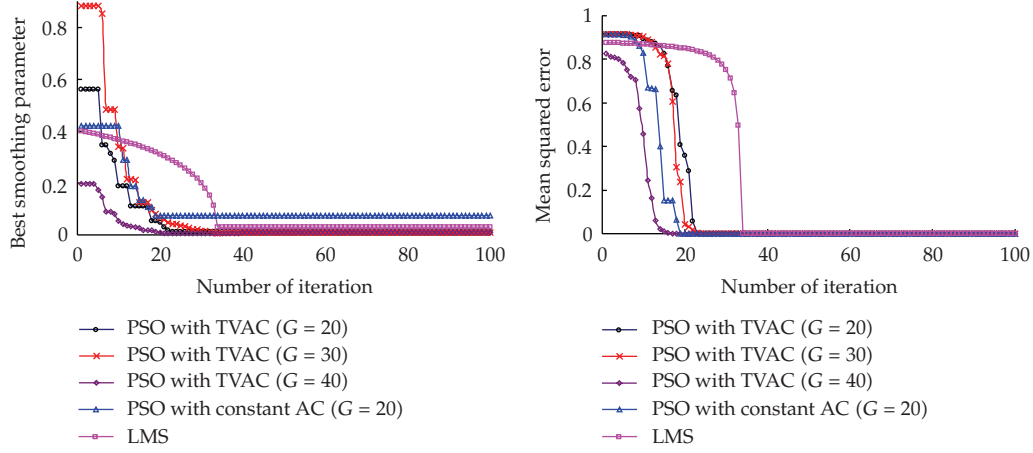 Best smoothing parameter
0.8
0.6
0.4
0.2
0
0
20
40
60
80
100
Number of iteration
PSO with TVAC (G = 20)
PSO with TVAC (G = 30)
PSO with TVAC (G = 40)
PSO with constant AC (G = 20)
LMS
Mean squared error
1
0.8
0.6
0.4
0.2
0
0
20
40
60
80
100
Number of iteration
PSO with TVAC (G = 20)
PSO with TVAC (G = 30)
PSO with TVAC (G = 40)
PSO with constant AC (G = 20)
LMS